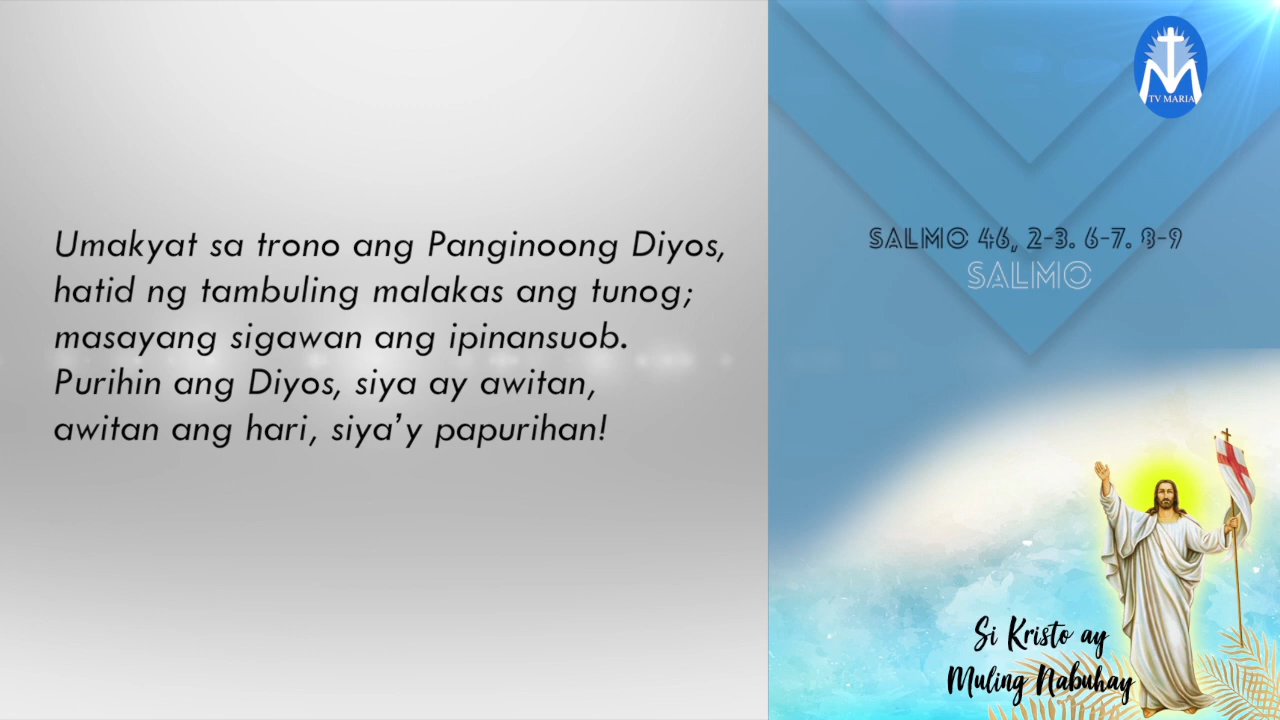 Umakyat sa trono ang Panginoong Diyos,
hatid ng tambuling malakas ang tunog;
masayang sigawan ang ipinansuob.
Purihin ang Diyos, siya ay awitan,
awitan ang hari, siya’y papurihan!
TV MARIA
SALMO 46, 2-3. 6-7. 8-9
SALMO
Si Kristo ay
Muling Nabuhay